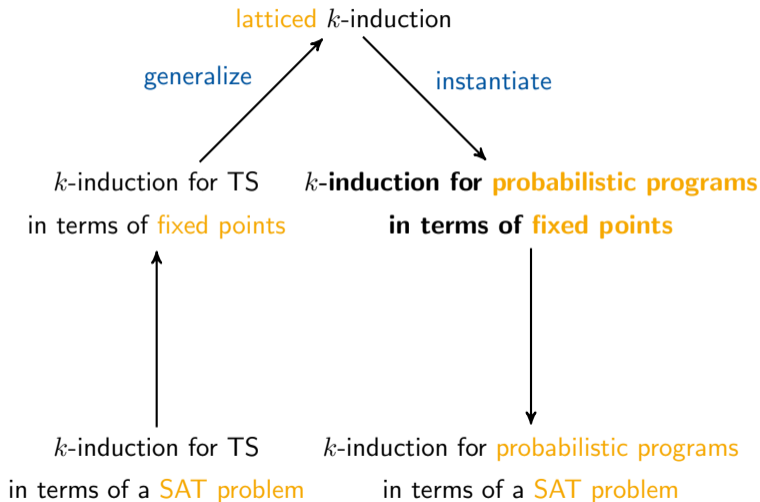 latticed k-induction
generalize
instantiate
k-induction for TS
in terms of fixed points
k-induction for probabilistic programs
in terms of fixed points
k-induction for TS
in terms of a SAT problem
k-induction for probabilistic programs
in terms of a SAT problem